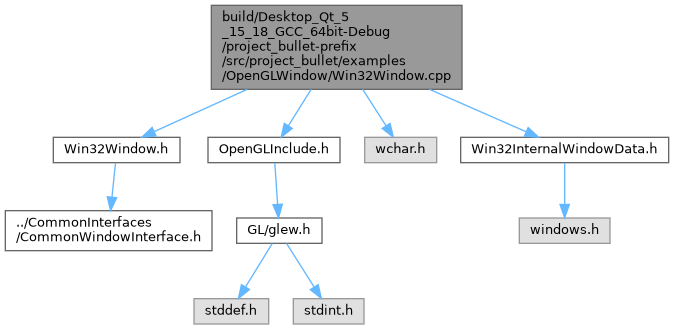 build/Desktop_Qt_5
_15_18_GCC_64bit-Debug
/project_bullet-prefix
/src/project_bullet/examples
/OpenGLWindow/Win32Window.cpp
Win32Window.h
OpenGLInclude.h
wchar.h
Win32InternalWindowData.h
../CommonInterfaces
/CommonWindowInterface.h
GL/glew.h
windows.h
stddef.h
stdint.h